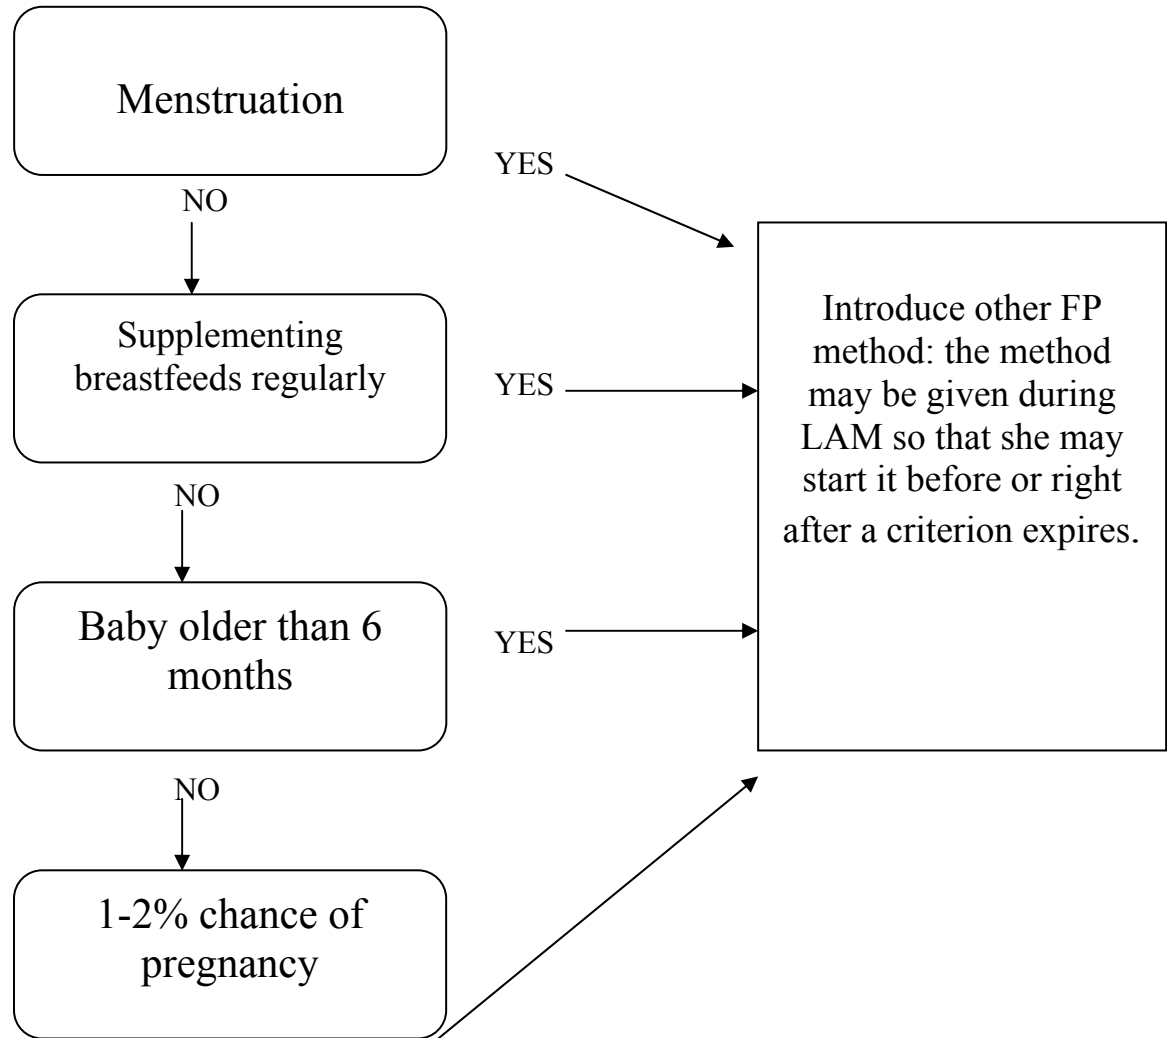 Menstruation
YES
NO
Supplementing
breastfeeds regularly
YES
NO
Baby older than 6
months
YES
NO
1-2% chance of
pregnancy
Introduce other FP
method: the method
may be given during
LAM so that she may
start it before or right
after a criterion expires.